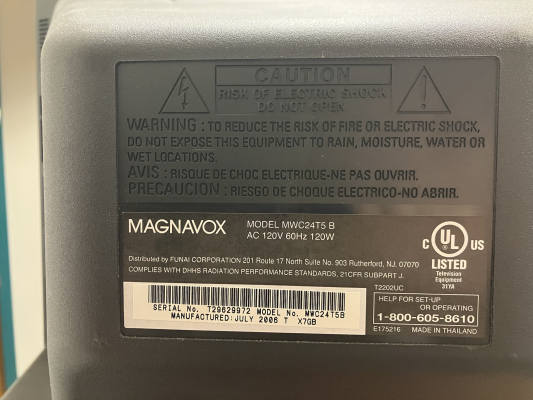 CAUTION
RISK OF ELECTRIC SHOCK
DO NOT OPEN
WARNING : TO REDUCE THE RISK OF FIRE OR ELECTRIC SHOCK,
DO NOT EXPOSE THIS EQUIPMENT TO RAIN, MOISTURE, WATER OR
WET LOCATIONS.
AVIS : RISQUE DE CHOC ELECTRIQUE-NE PAS OUVRIR.
PRECAUCION : RIESGO DE CHOQUE ELECTRICO-NO ABRIR.
MAGNAVOX
MODEL MWC24T5 B
AC 120V 60Hz 120W
Distributed by FUNAI CORPORATION 201 Route 17 North Suite No. 903 Rutherford, NJ. 07070
COMPLIES WITH DHHS RADIATION PERFORMANCE STANDARDS, 21CFR SUBPART J.
C UL US
LISTED
Television
Equipment
31YA
T2202UC
SERIAL No. T29629972 MODEL No. MWC24T5B
MANUFACTURED:JULY 2006 T X7GB
HELP FOR SET-UP
OR OPERATING
1-800-605-8610
E175216 MADE IN THAILAND